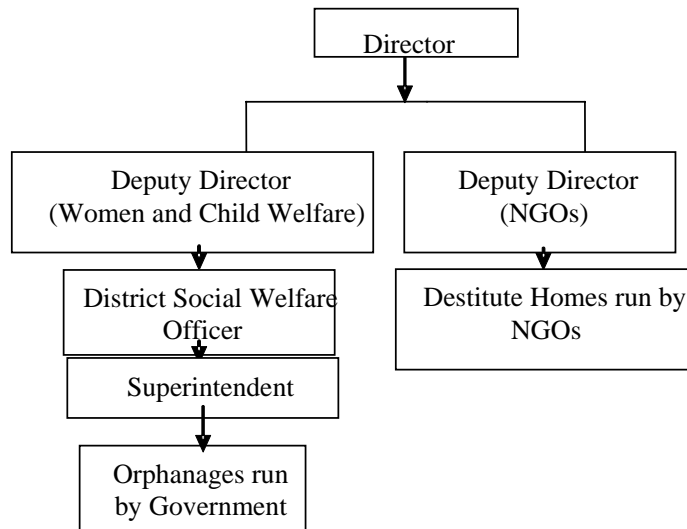 Director
Deputy Director
(Women and Child Welfare)
Deputy Director
(NGOs)
District Social Welfare
Officer
Destitute Homes run by
NGOs
Superintendent
Orphanages run
by Government